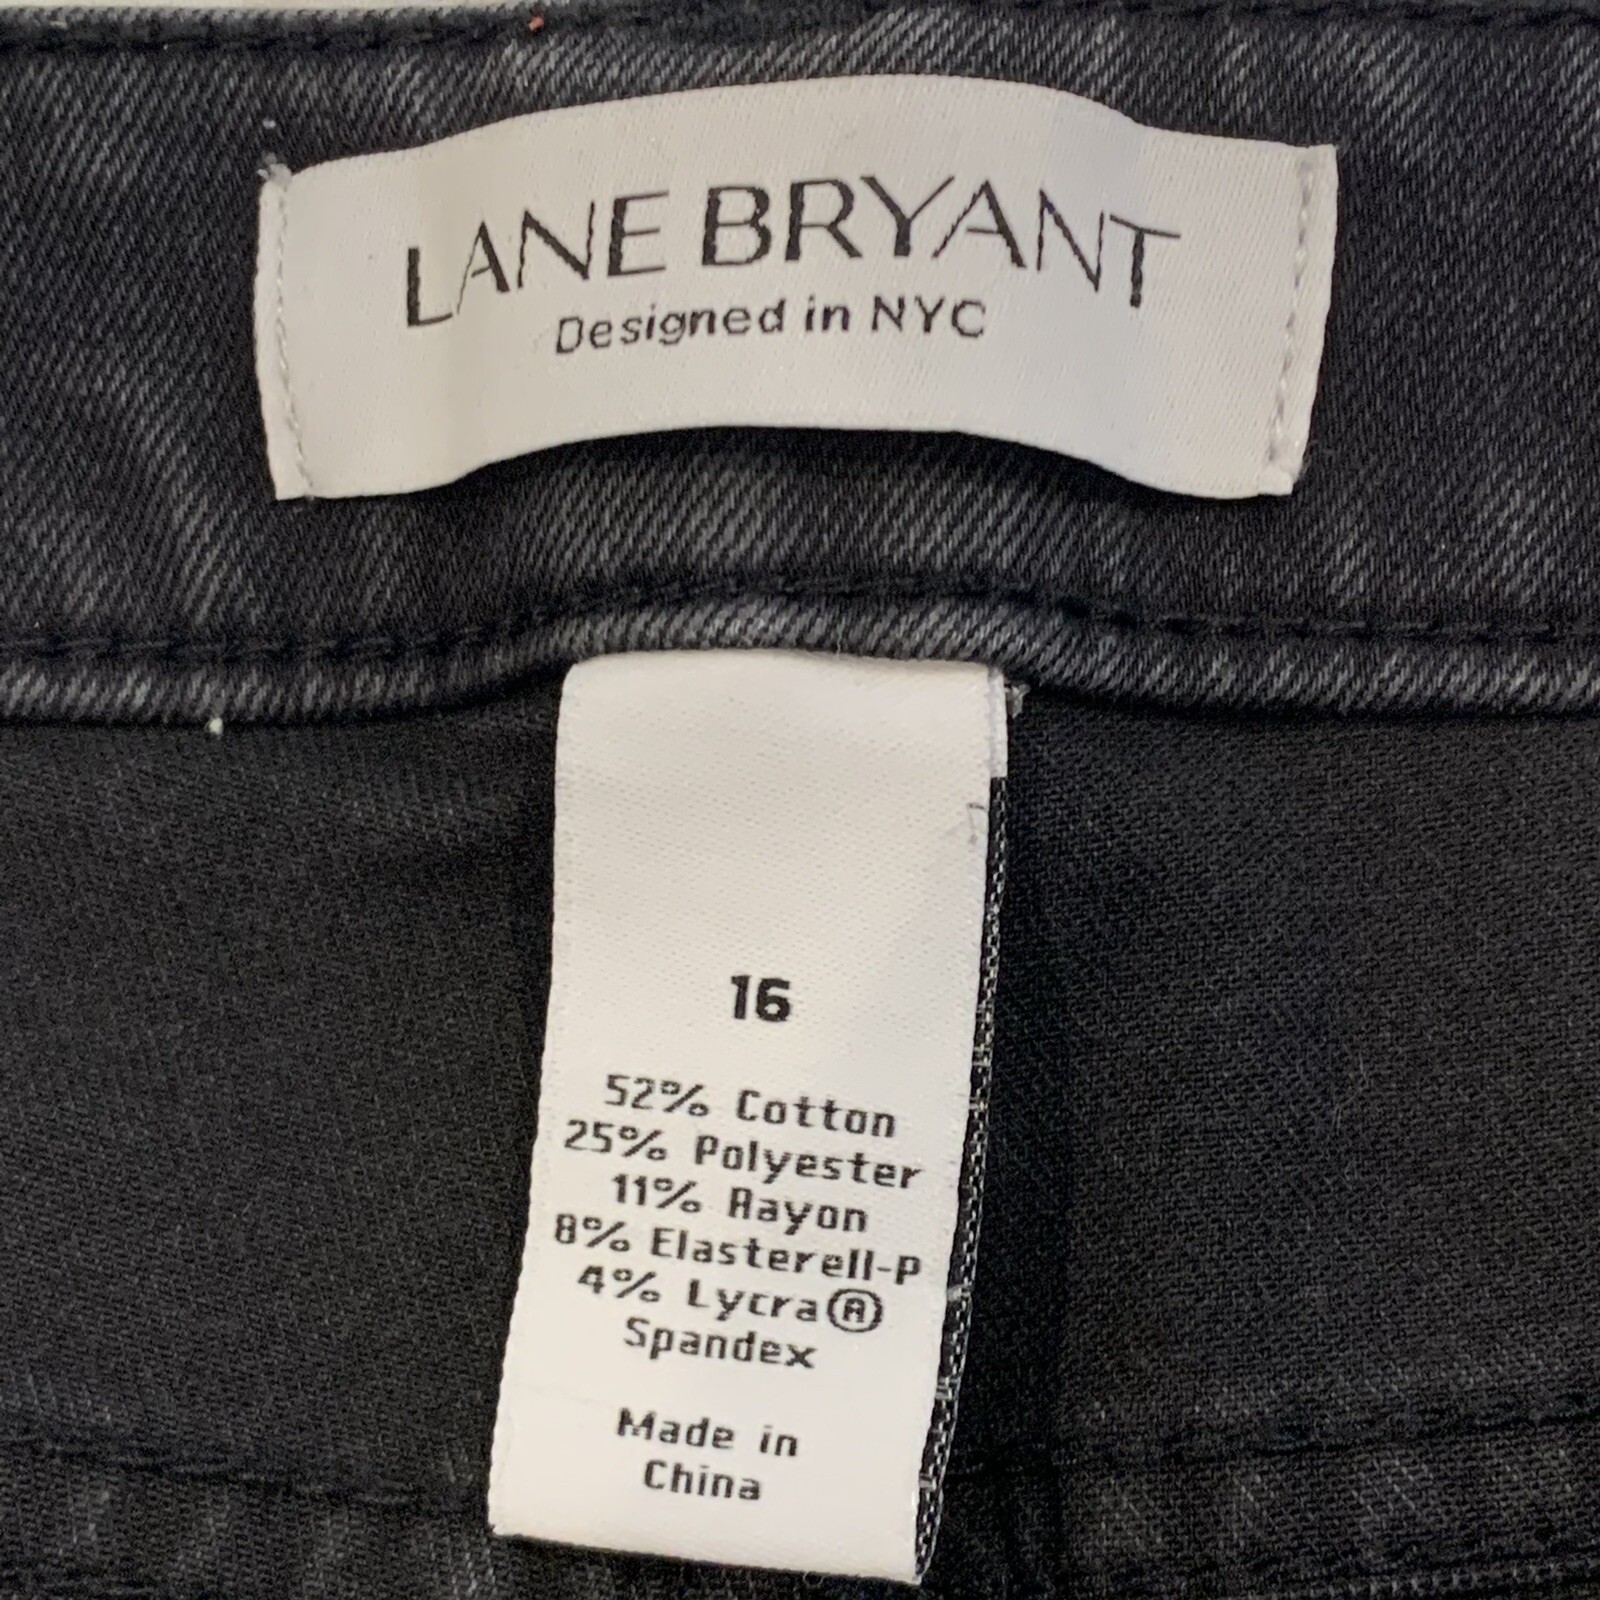 LANE BRYANT
Designed in NYC
16
52% Cotton
25% Polyester
11% Rayon
8% Elasterell-P
4% Lycra®
Spandex
Made in
China